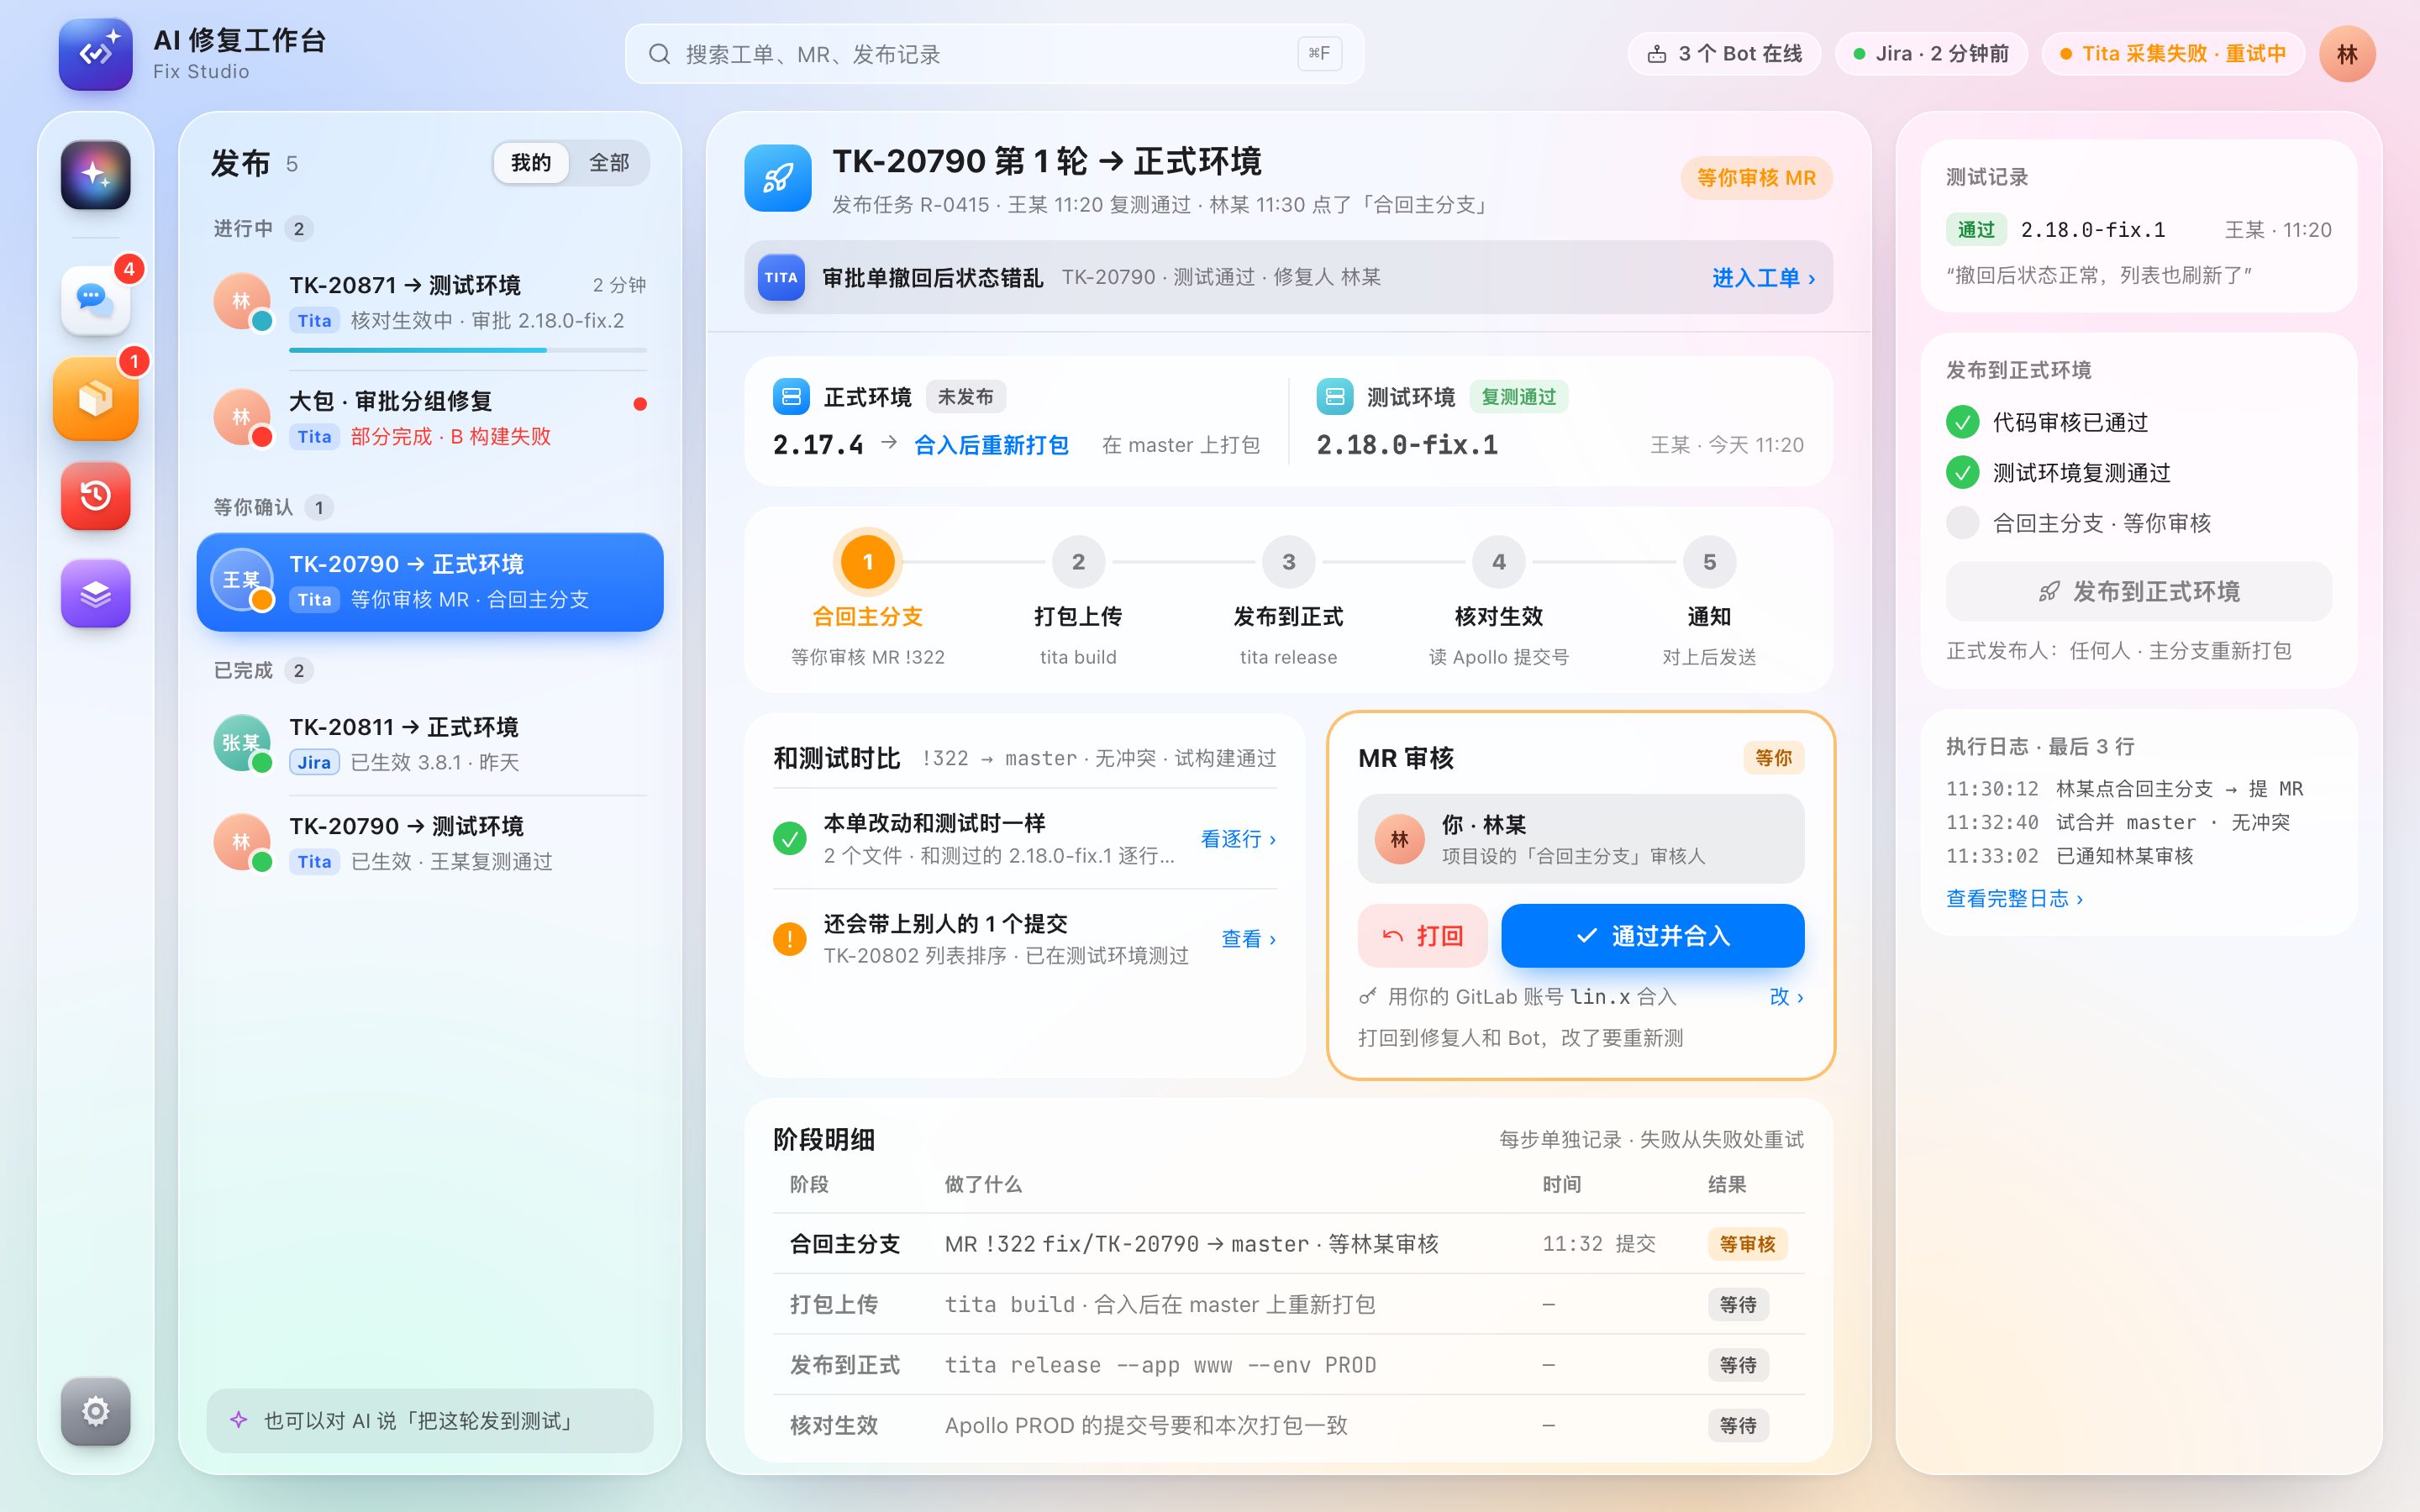 AI 修复工作台
Fix Studio
搜索工单、MR、发布记录
⌘F
3 个 Bot 在线
Jira · 2 分钟前
Tita 采集失败 · 重试中
林
4
1
发布 5
我的
全部
进行中 2
林
TK-20871 → 测试环境
2 分钟
Tita 核对生效中 · 审批 2.18.0-fix.2
林
大包 · 审批分组修复
Tita 部分完成 · B 构建失败
等你确认 1
王某
TK-20790 → 正式环境
Tita 等你审核 MR · 合回主分支
已完成 2
张某
TK-20811 → 正式环境
Jira 已生效 3.8.1 · 昨天
林
TK-20790 → 测试环境
Tita 已生效 · 王某复测通过
也可以对 AI 说「把这轮发到测试」
TK-20790 第 1 轮 → 正式环境
发布任务 R-0415 · 王某 11:20 复测通过 · 林某 11:30 点了「合回主分支」
等你审核 MR
TITA 审批单撤回后状态错乱 TK-20790 · 测试通过 · 修复人 林某
进入工单 ›
正式环境 未发布
2.17.4 → 合入后重新打包 在 master 上打包
测试环境 复测通过
2.18.0-fix.1 王某 · 今天 11:20
1
合回主分支
等你审核 MR !322
2
打包上传
tita build
3
发布到正式
tita release
4
核对生效
读 Apollo 提交号
5
通知
对上后发送
和测试时比 !322 → master · 无冲突 · 试构建通过
本单改动和测试时一样
2 个文件 · 和测过的 2.18.0-fix.1 逐行...
看逐行 ›
还会带上别人的 1 个提交
TK-20802 列表排序 · 已在测试环境测过
查看 ›
MR 审核 等你
林
你 · 林某
项目设的「合回主分支」审核人
打回
通过并合入
用你的 GitLab 账号 lin.x 合入 改 ›
打回到修复人和 Bot，改了要重新测
阶段明细 每步单独记录 · 失败从失败处重试
阶段 做了什么 时间 结果
合回主分支 MR !322 fix/TK-20790 → master · 等林某审核 11:32 提交 等审核
打包上传 tita build · 合入后在 master 上重新打包 — 等待
发布到正式 tita release --app www --env PROD — 等待
核对生效 Apollo PROD 的提交号要和本次打包一致 — 等待
测试记录
通过 2.18.0-fix.1 王某 · 11:20
“撤回后状态正常，列表也刷新了”
发布到正式环境
代码审核已通过
测试环境复测通过
合回主分支 · 等你审核
发布到正式环境
正式发布人：任何人 · 主分支重新打包
执行日志 · 最后 3 行
11:30:12 林某点合回主分支 → 提 MR
11:32:40 试合并 master · 无冲突
11:33:02 已通知林某审核
查看完整日志 ›